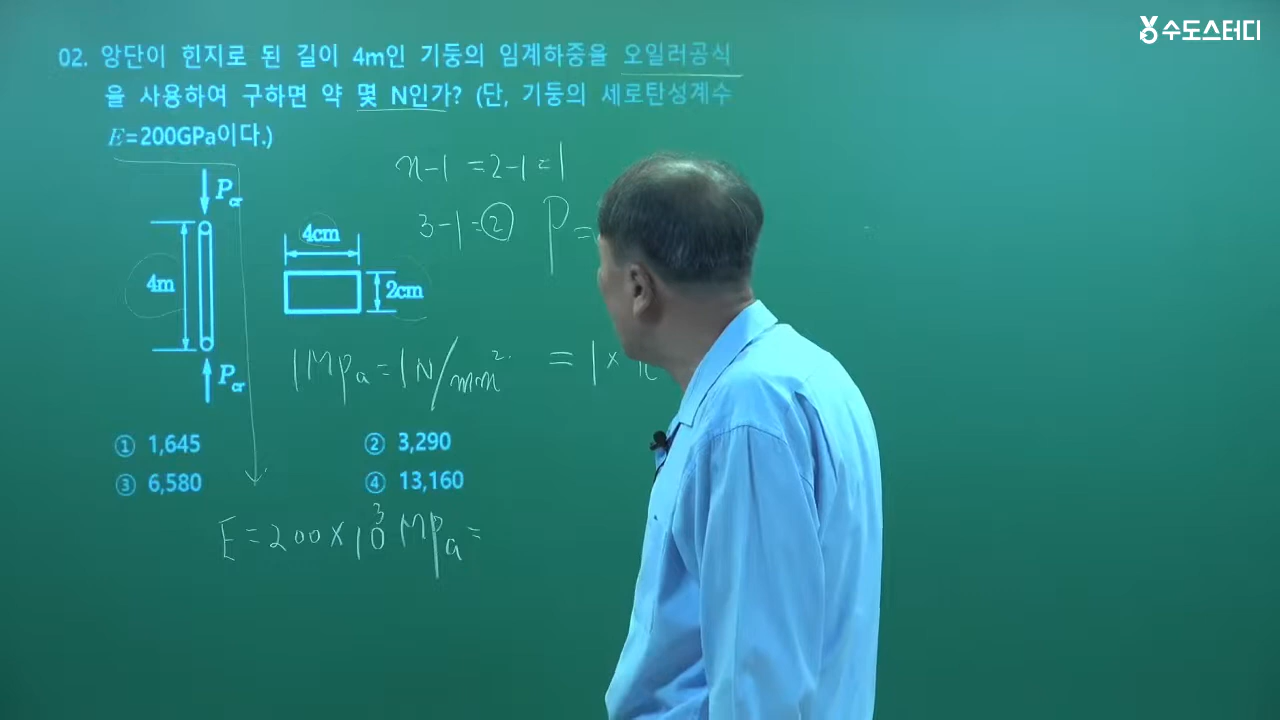 수도스터디
02. 양단이 힌지로 된 길이 4m인 기둥의 임계하중을 오일러공식
을 사용하여 구하면 약 몇 N인가? (단, 기둥의 세로탄성계수
E=200GPa이다.)
n-1 =2-1=1
3-1=2
P=
Pcr
4cm
4m
2cm
Pcr
1MPa=1N/mm² =1×
① 1,645
② 3,290
③ 6,580
④ 13,160
E=200×10³MPa=